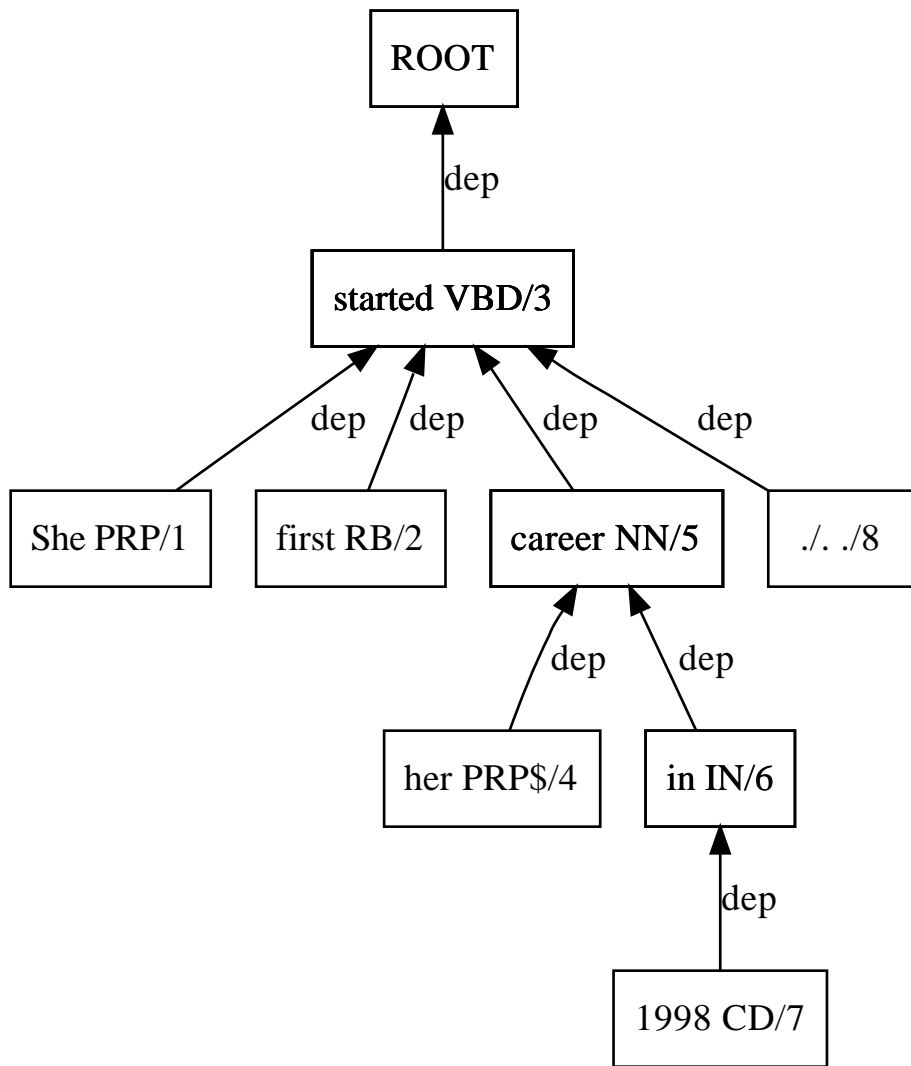 ROOT
dep
started VBD/3
dep dep dep dep
She PRP/1 first RB/2 career NN/5 ./. ./8
dep dep
her PRP$/4 in IN/6
dep
1998 CD/7